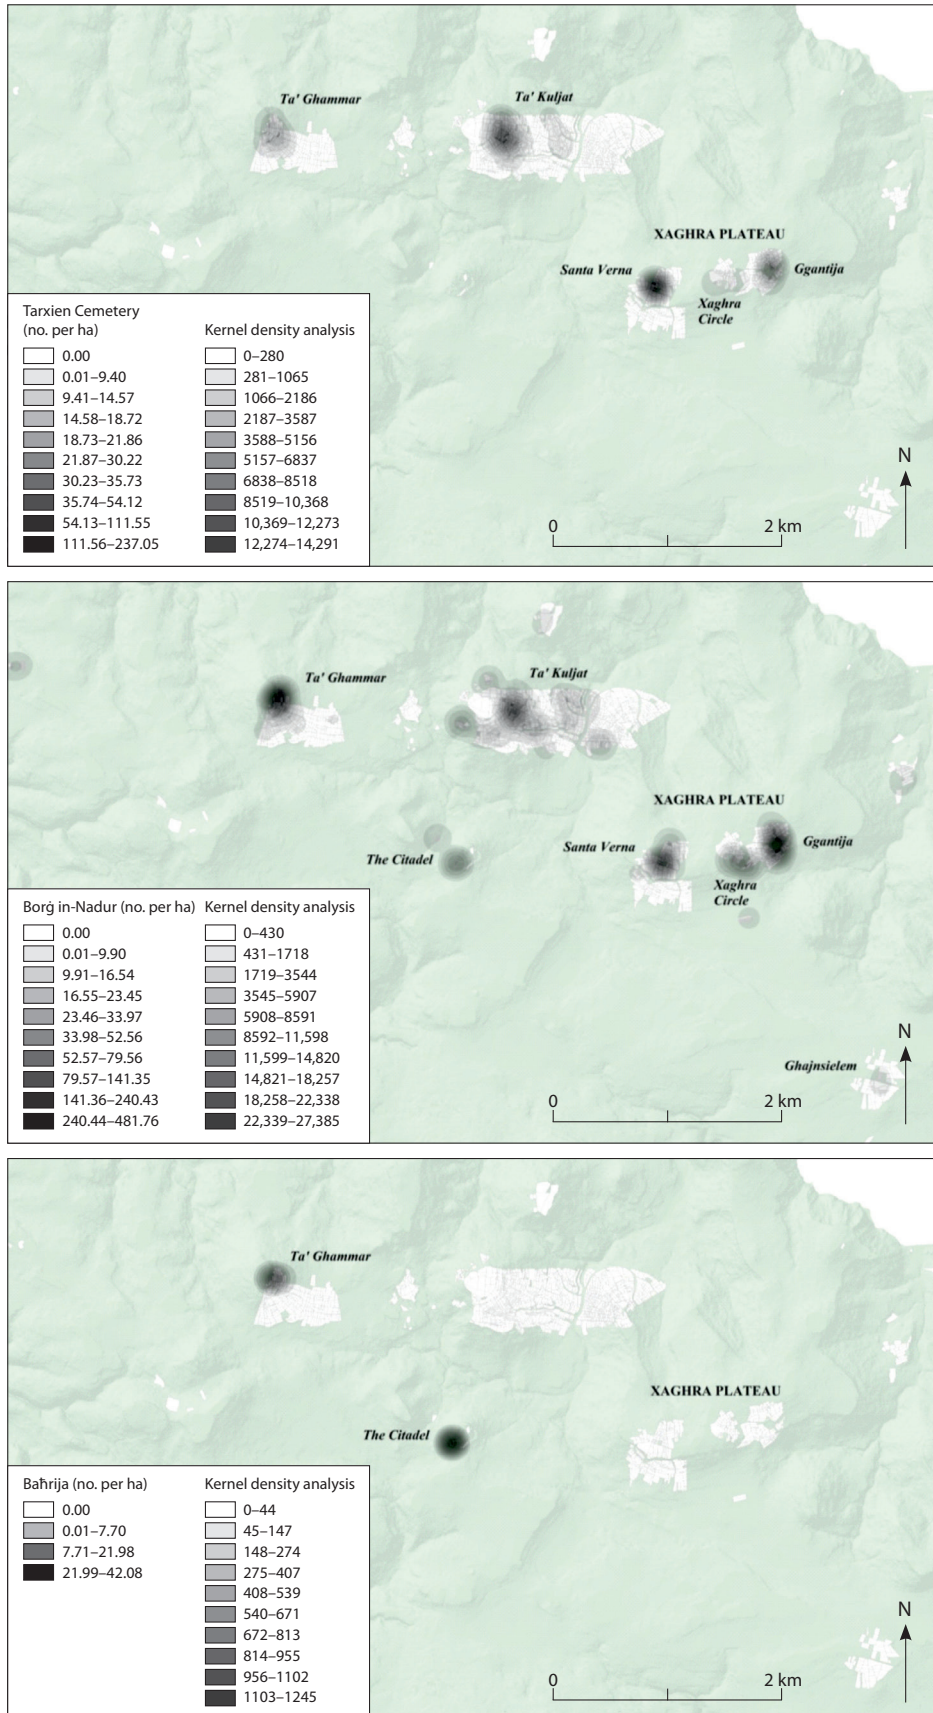 Ta' Ghammar
Ta' Kuljat
XAGHRA PLATEAU
Santa Verna
Ggantija
Xaghra
Circle
Tarxien Cemetery
(no. per ha)
Kernel density analysis
0.00
0–280
0.01–9.40
281–1065
9.41–14.57
1066–2186
14.58–18.72
2187–3587
18.73–21.86
3588–5156
21.87–30.22
5157–6837
30.23–35.73
6838–8518
35.74–54.12
8519–10,368
54.13–111.55
10,369–12,273
111.56–237.05
12,274–14,291
N
0 2 km
Ta' Ghammar
Ta' Kuljat
XAGHRA PLATEAU
The Citadel
Santa Verna
Ggantija
Xaghra
Circle
Ghajnsielem
Borġ in-Nadur (no. per ha) Kernel density analysis
0.00
0–430
0.01–9.90
431–1718
9.91–16.54
1719–3544
16.55–23.45
3545–5907
23.46–33.97
5908–8591
33.98–52.56
8592–11,598
52.57–79.56
11,599–14,820
79.57–141.35
14,821–18,257
141.36–240.43
18,258–22,338
240.44–481.76
22,339–27,385
N
0 2 km
Ta' Ghammar
XAGHRA PLATEAU
The Citadel
Baħrija (no. per ha)
Kernel density analysis
0.00
0–44
0.01–7.70
45–147
7.71–21.98
148–274
21.99–42.08
275–407
408–539
540–671
672–813
814–955
956–1102
1103–1245
N
0 2 km